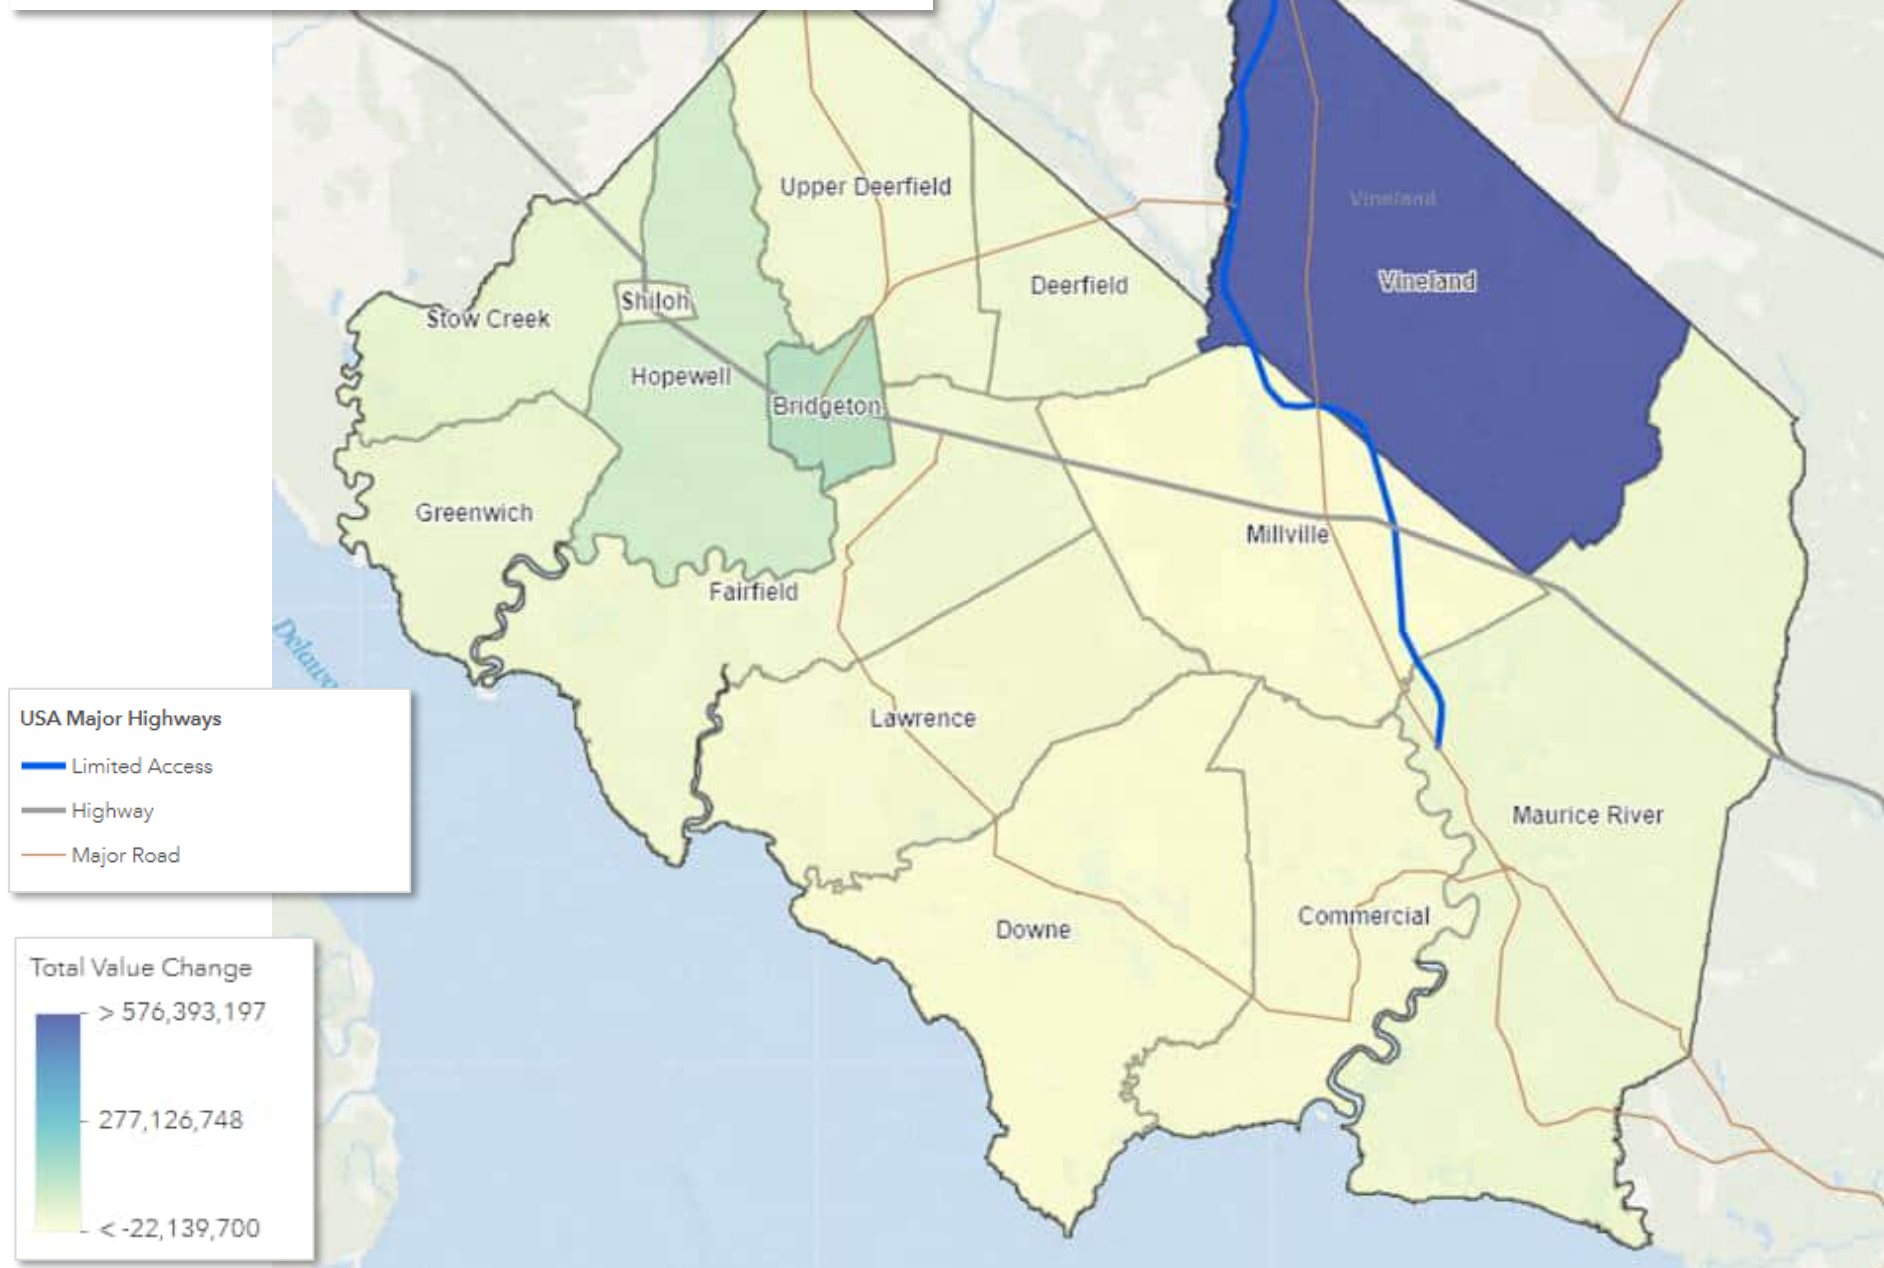 Upper Deerfield
Vineland
Vineland
Deerfield
Shiloh
Stow Creek
Hopewell
Bridgeton
Greenwich
Millville
Fairfield
Lawrence
Maurice River
Commercial
Downe
USA Major Highways
Limited Access
Highway
Major Road
Total Value Change
> 576,393,197
277,126,748
< -22,139,700